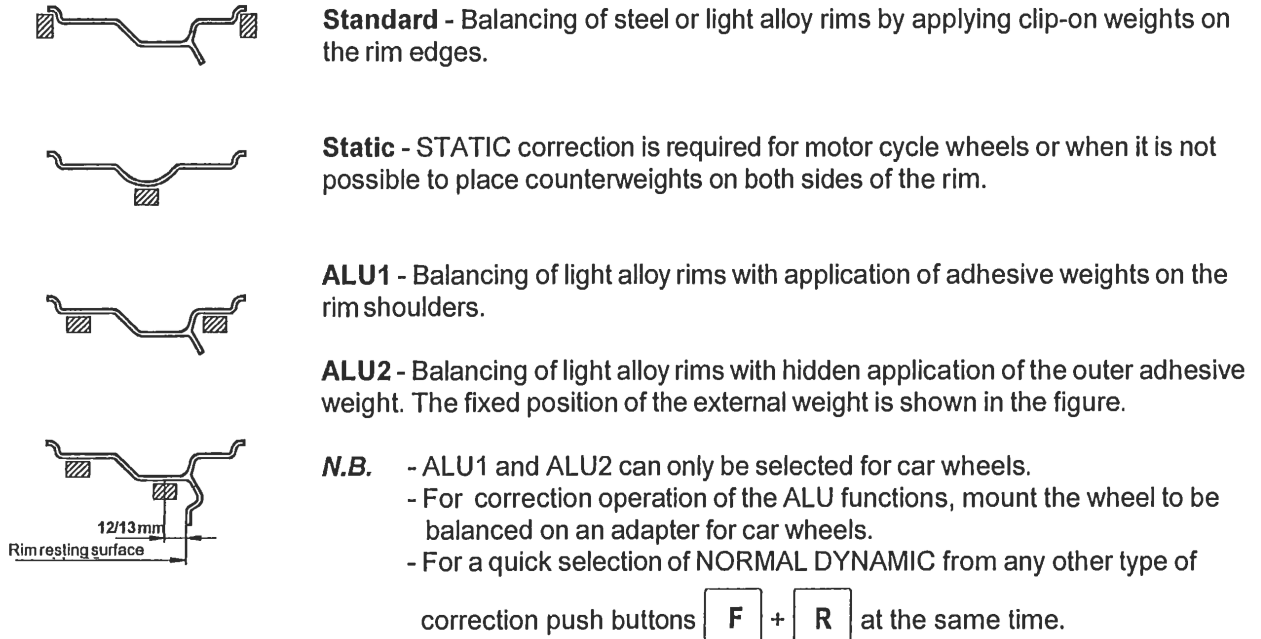 Standard - Balancing of steel or light alloy rims by applying clip-on weights on
the rim edges.
Static - STATIC correction is required for motor cycle wheels or when it is not
possible to place counterweights on both sides of the rim.
ALU1 - Balancing of light alloy rims with application of adhesive weights on the
rim shoulders.
ALU2 - Balancing of light alloy rims with hidden application of the outer adhesive
weight. The fixed position of the external weight is shown in the figure.
N.B. - ALU1 and ALU2 can only be selected for car wheels.
- For correction operation of the ALU functions, mount the wheel to be
balanced on an adapter for car wheels.
- For a quick selection of NORMAL DYNAMIC from any other type of
correction push buttons F + R at the same time.
12/13mm
Rim resting surface